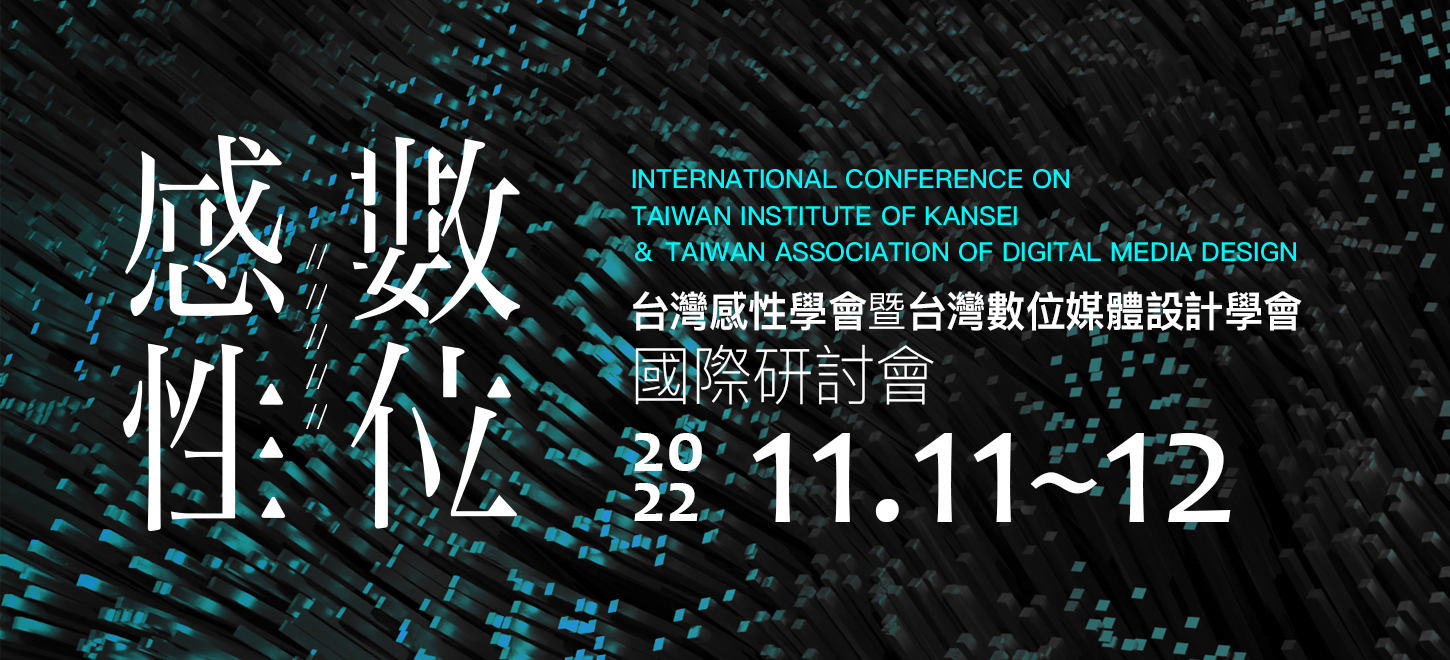 數位
感性
INTERNATIONAL CONFERENCE ON
TAIWAN INSTITUTE OF KANSEI
& TAIWAN ASSOCIATION OF DIGITAL MEDIA DESIGN
台灣感性學會暨台灣數位媒體設計學會
國際研討會
2022 11.11~12